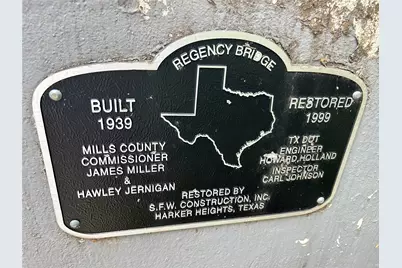 REGENCY BRIDGE
BUILT
1939
MILLS COUNTY
COMMISSIONER
JAMES MILLER
&
HAWLEY JERNIGAN
RESTORED
1999
TX DOT
ENGINEER
HOWARD HOLLAND
INSPECTOR
CARL JOHNSON
RESTORED BY
S.F.W. CONSTRUCTION, INC.
HARKER HEIGHTS, TEXAS